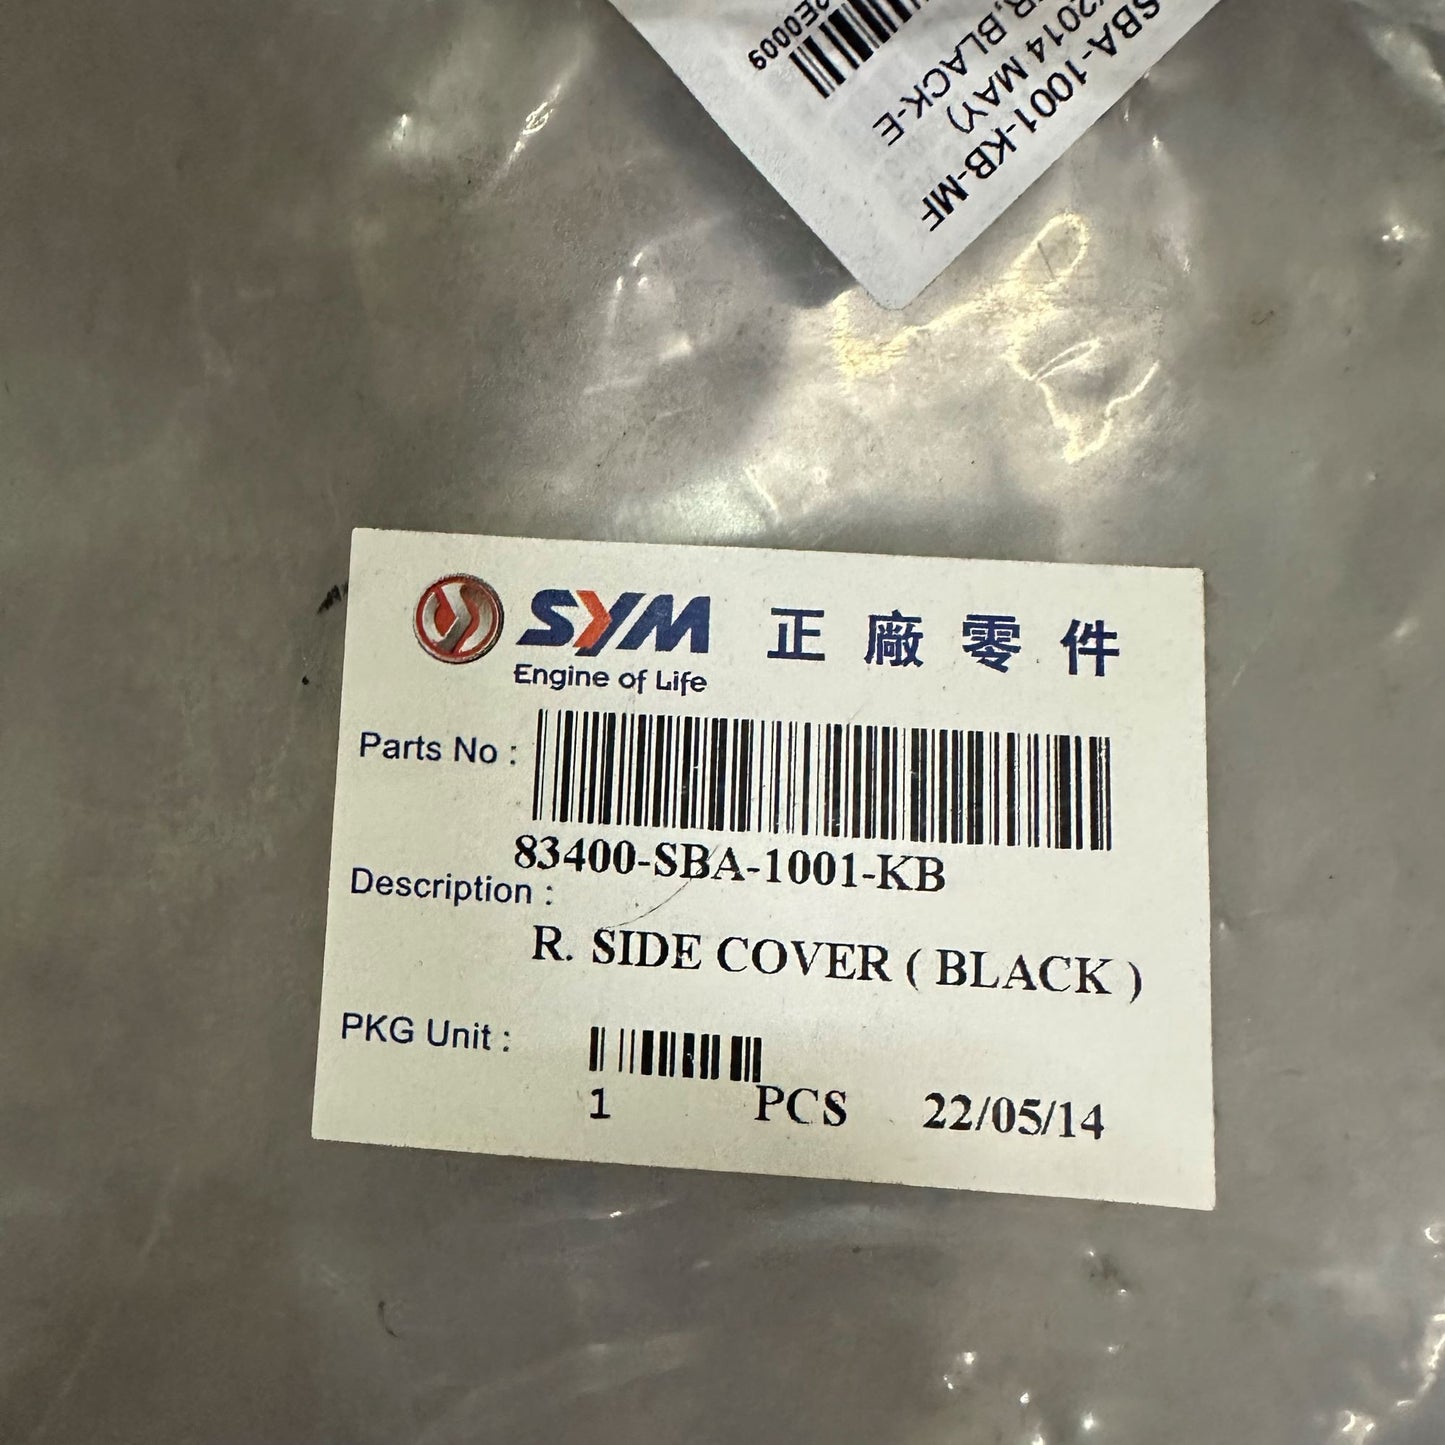 SBA-1001-KB-MF
2014 MAY)
R,BLACK-E
2E0009
SYM 正廠零件
Engine of Life
Parts No :
83400-SBA-1001-KB
Description :
R. SIDE COVER ( BLACK )
PKG Unit :
1 PCS 22/05/14